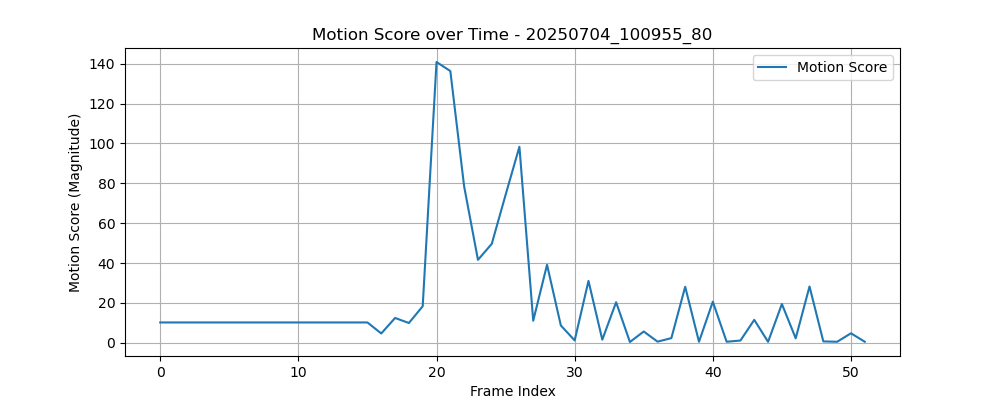 Motion Score over Time - 20250704_100955_80
Motion Score
Motion Score (Magnitude)
140
120
100
80
60
40
20
0
0 10 20 30 40 50
Frame Index